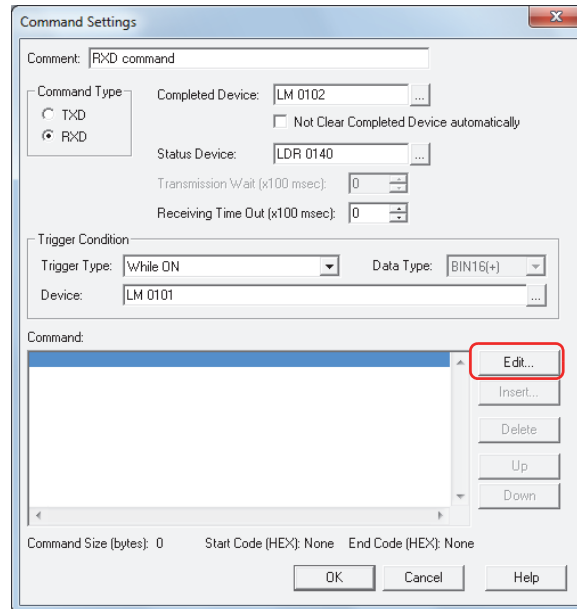 Command Settings
Comment: RXD command
Command Type
TXD
RXD
Completed Device: LM 0102 ...
Not Clear Completed Device automatically
Status Device: LDR 0140 ...
Transmission Wait (x100 msec): 0
Receiving Time Out (x100 msec): 0
Trigger Condition
Trigger Type: While ON Data Type: BIN16(+)
Device: LM 0101 ...
Command:
Edit...
Insert...
Delete
Up
Down
Command Size (bytes): 0 Start Code (HEX): None End Code (HEX): None
OK Cancel Help